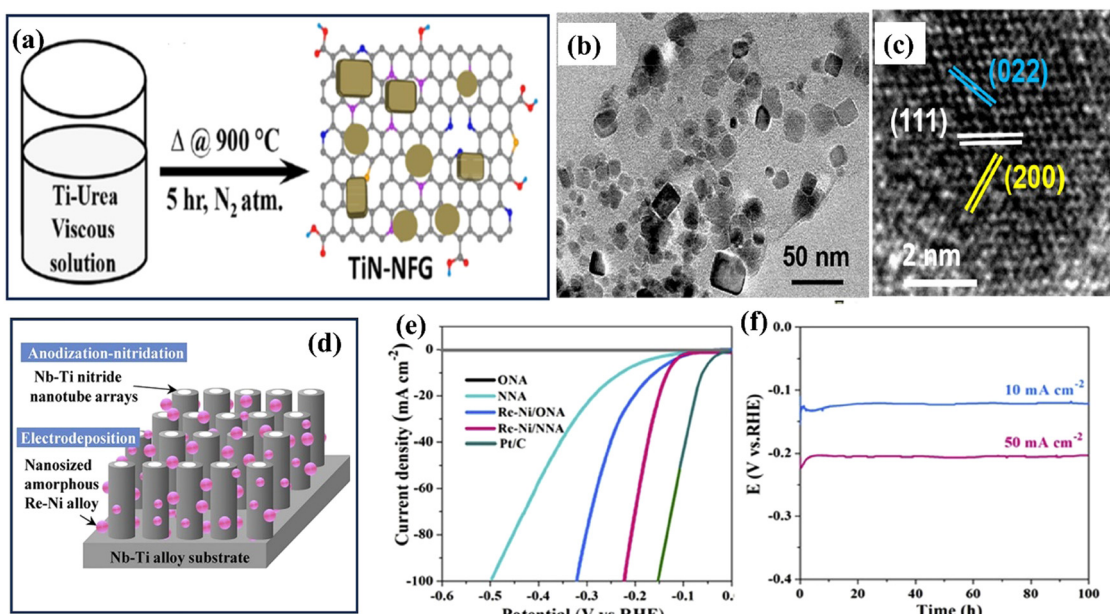 (a)
Ti-Urea
Viscous
solution
Δ @ 900 °C
5 hr, N2 atm.
TiN-NFG
(b)
50 nm
(c)
(022)
(111)
(200)
2 nm
(d)
Anodization-nitridation
Nb-Ti nitride
nanotube arrays
Electrodeposition
Nanosized
amorphous
Re-Ni alloy
Nb-Ti alloy substrate
(e)
Current density (mA cm-2)
0
-20
-40
-60
-80
-100
ONA
NNA
Re-Ni/ONA
Re-Ni/NNA
Pt/C
-0.6
-0.5
-0.4
-0.3
-0.2
-0.1
0.
Potential (V vs RHE)
(f)
E (V vs.RHE)
0.0
-0.1
-0.2
-0.3
-0.4
10 mA cm-2
50 mA cm-2
0
20
40
60
80
100
Time (h)